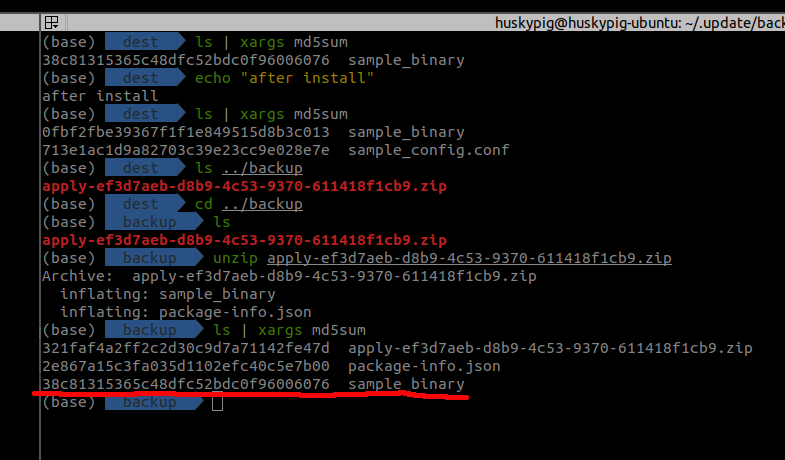 huskypig@huskypig-ubuntu: ~/.update/back
(base) dest ls | xargs md5sum
38c81315365c48dfc52bdc0f96006076  sample_binary
(base) dest echo "after install"
after install
(base) dest ls | xargs md5sum
0fbf2fbe39367f1f1e849515d8b3c013  sample_binary
713e1ac1d9a82703c39e23cc9e028e7e  sample_config.conf
(base) dest ls ../backup
apply-ef3d7aeb-d8b9-4c53-9370-611418f1cb9.zip
(base) dest cd ../backup
(base) backup ls
apply-ef3d7aeb-d8b9-4c53-9370-611418f1cb9.zip
(base) backup unzip apply-ef3d7aeb-d8b9-4c53-9370-611418f1cb9.zip
Archive:  apply-ef3d7aeb-d8b9-4c53-9370-611418f1cb9.zip
  inflating: sample_binary
  inflating: package-info.json
(base) backup ls | xargs md5sum
321faf4a2ff2c2d30c9d7a71142fe47d  apply-ef3d7aeb-d8b9-4c53-9370-611418f1cb9.zip
2e867a15c3fa035d1102efc40c5e7b00  package-info.json
38c81315365c48dfc52bdc0f96006076  sample_binary
(base) backup